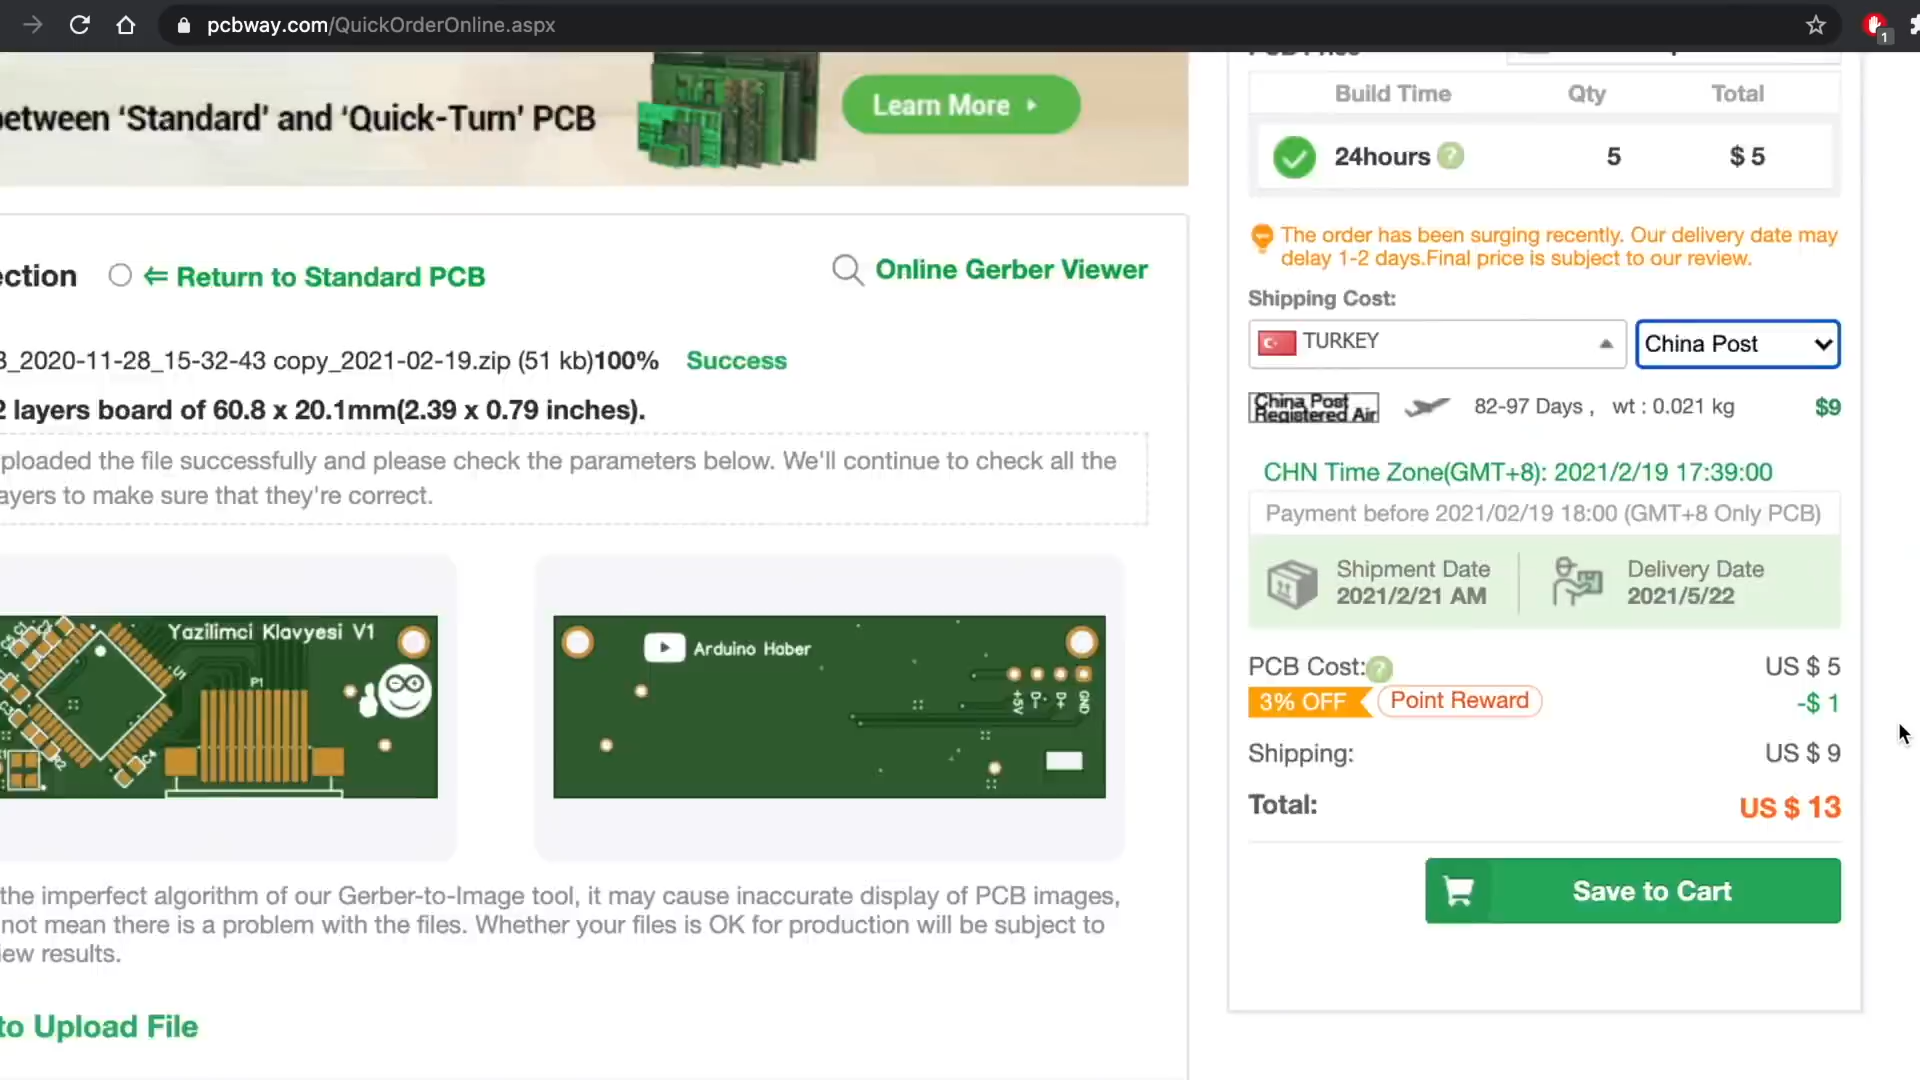 pcbway.com/QuickOrderOnline.aspx
1
between ‘Standard’ and ‘Quick-Turn’ PCB
Learn More
Build Time Qty Total
24hours ? 5 $ 5
The order has been surging recently. Our delivery date may
delay 1-2 days.Final price is subject to our review.
Shipping Cost:
TURKEY
China Post
China Post
Registered Air
82-97 Days , wt : 0.021 kg $9
CHN Time Zone(GMT+8): 2021/2/19 17:39:00
Payment before 2021/02/19 18:00 (GMT+8 Only PCB)
Shipment Date
2021/2/21 AM
Delivery Date
2021/5/22
PCB Cost: ? US $ 5
3% OFF Point Reward -$ 1
Shipping: US $ 9
Total: US $ 13
Save to Cart
ection ⇐ Return to Standard PCB
Online Gerber Viewer
3_2020-11-28_15-32-43 copy_2021-02-19.zip (51 kb)100% Success
2 layers board of 60.8 x 20.1mm(2.39 x 0.79 inches).
ploaded the file successfully and please check the parameters below. We'll continue to check all the
ayers to make sure that they're correct.
Yazilimci Klavyesi V1
U1
P1
C4
R2
Arduino Haber
+5V
D-
D+
GND
the imperfect algorithm of our Gerber-to-Image tool, it may cause inaccurate display of PCB images,
not mean there is a problem with the files. Whether your files is OK for production will be subject to
iew results.
to Upload File